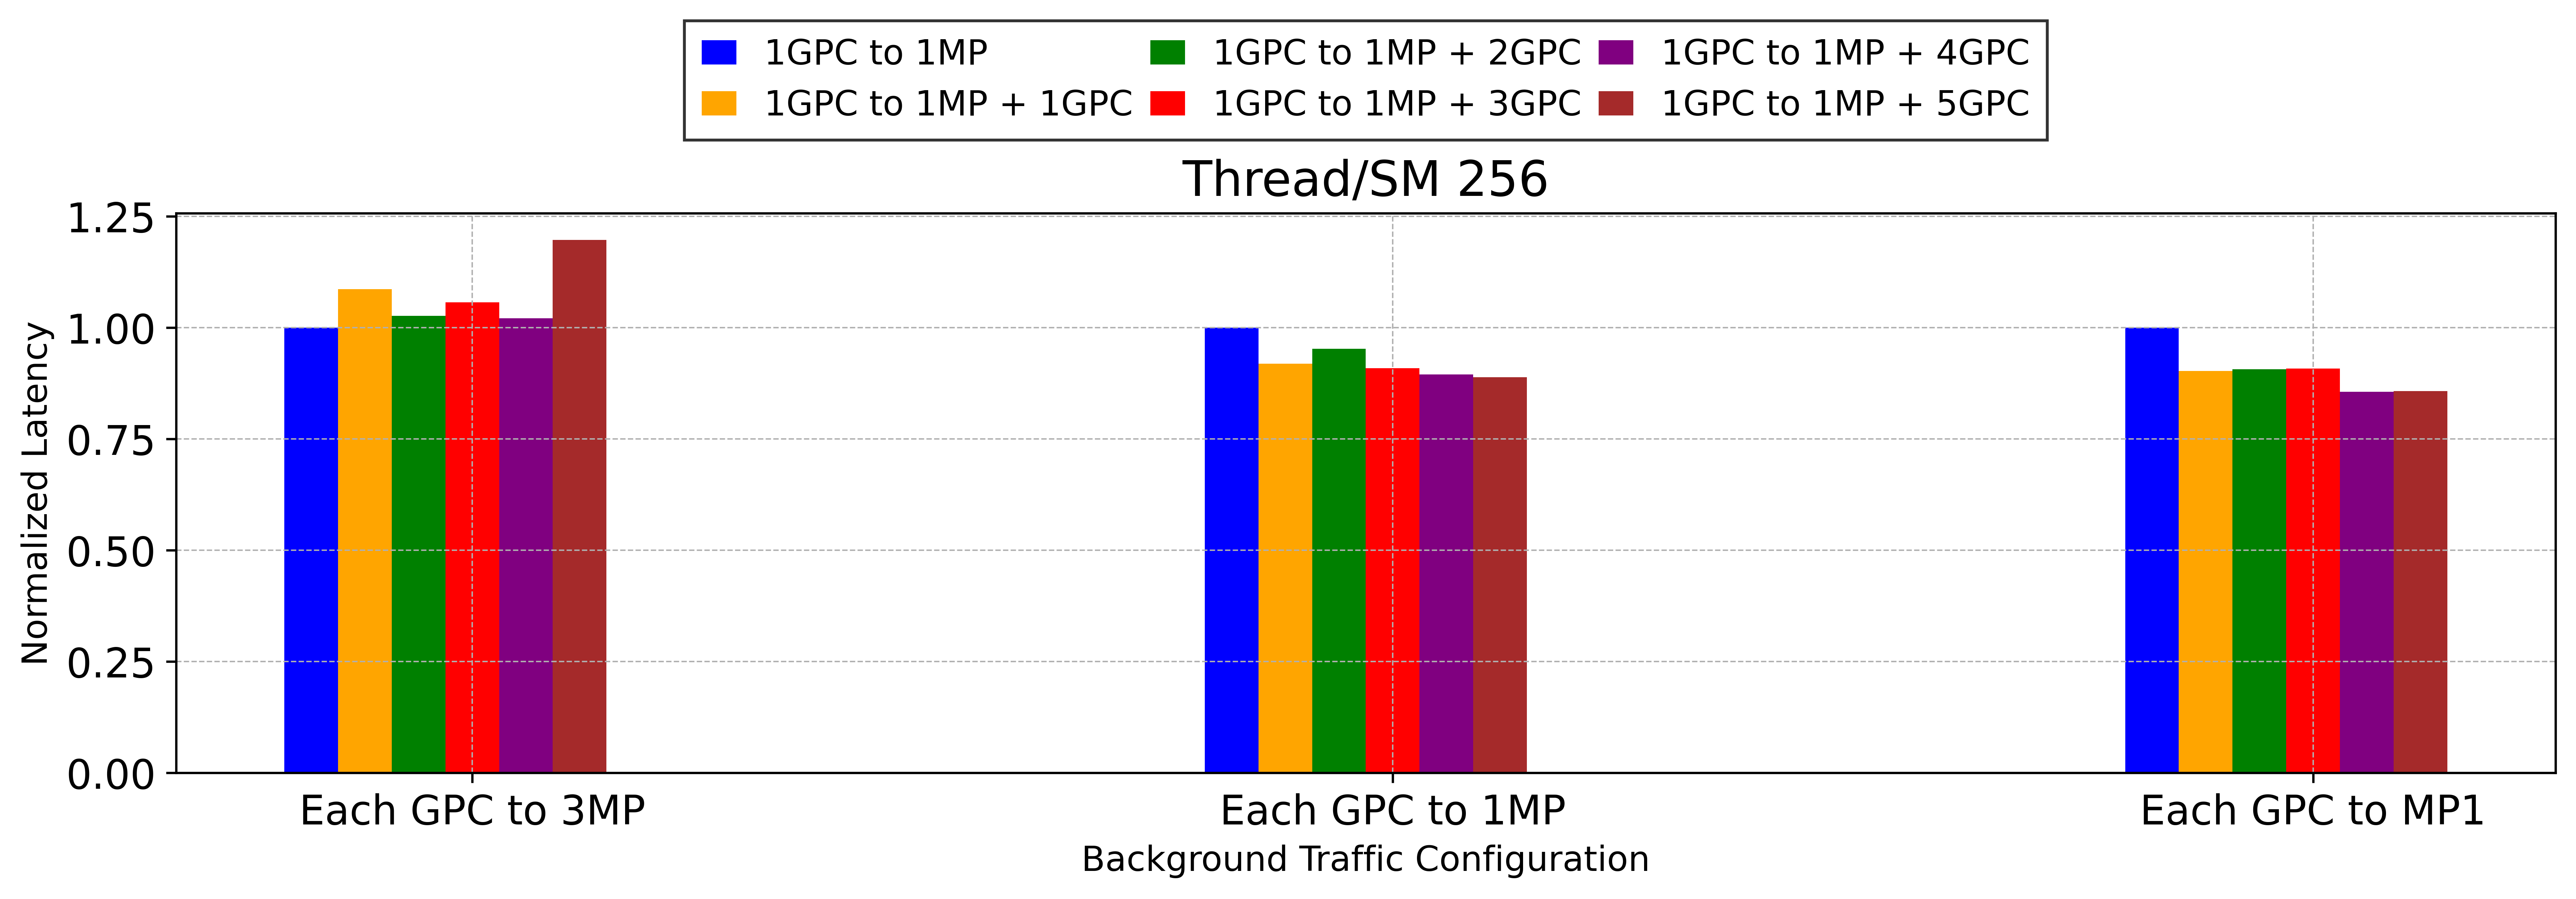 1GPC to 1MP
1GPC to 1MP + 1GPC
1GPC to 1MP + 2GPC
1GPC to 1MP + 3GPC
1GPC to 1MP + 4GPC
1GPC to 1MP + 5GPC
Thread/SM 256
Normalized Latency
1.25
1.00
0.75
0.50
0.25
0.00
Each GPC to 3MP
Each GPC to 1MP
Each GPC to MP1
Background Traffic Configuration